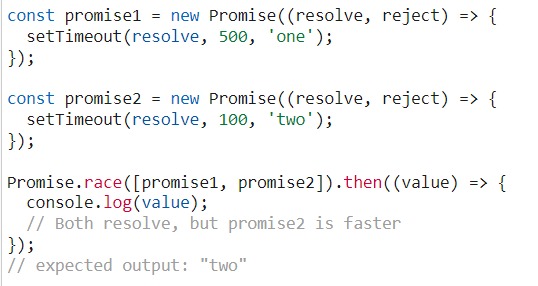 const promise1 = new Promise((resolve, reject) => {
  setTimeout(resolve, 500, 'one');
});

const promise2 = new Promise((resolve, reject) => {
  setTimeout(resolve, 100, 'two');
});

Promise.race([promise1, promise2]).then((value) => {
  console.log(value);
  // Both resolve, but promise2 is faster
});
// expected output: "two"